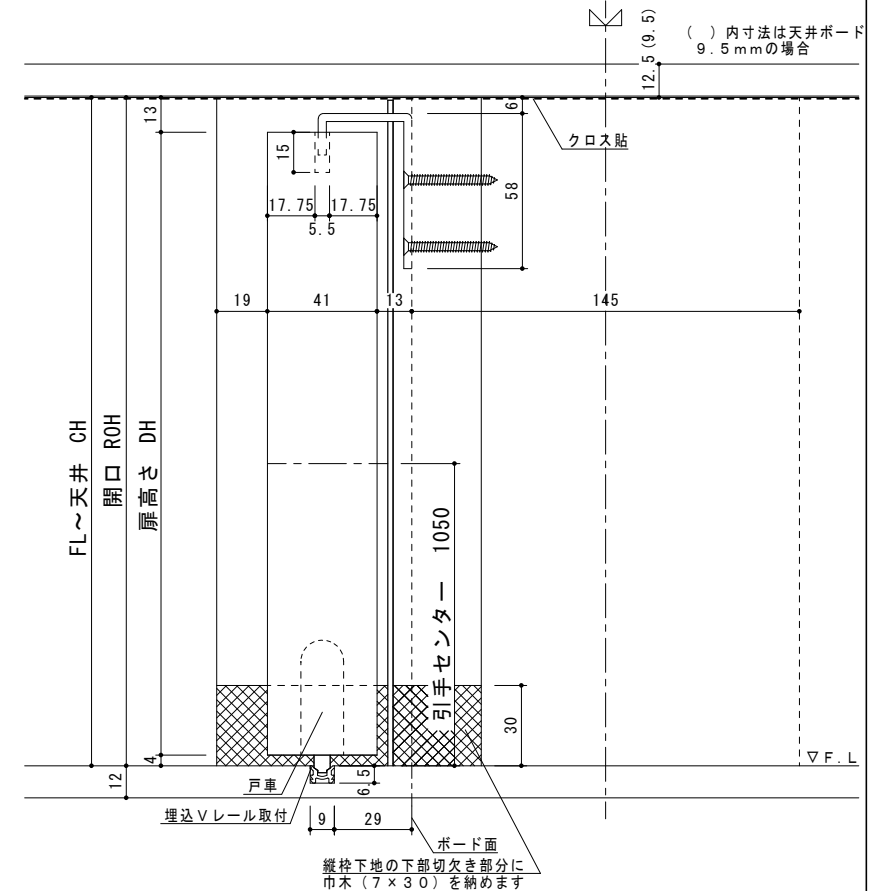 ( )内寸法は天井ボード
9.5mmの場合
12.5(9.5)
13
6
クロス貼
15
58
17.75
17.75
5.5
19
41
13
145
FL~天井 CH
開口 ROH
扉高さ DH
引手センター 1050
30
4
▽F.L
12
戸車
6.5
埋込Vレール取付
9
29
ボード面
縦枠下地の下部切欠き部分に
巾木(7×30)を納めます